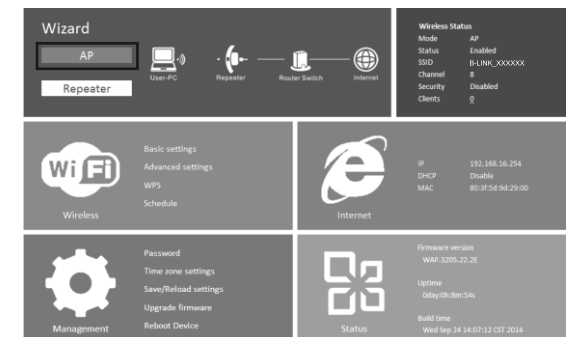 Wizard
AP
Repeater
User-PC
Repeater
Router Switch
Internet
Wireless Status
Mode AP
Status Enabled
SSID B-LINK_XXXXXX
Channel 8
Security Disabled
Clients 0
Wi Fi
Wireless
Basic settings
Advanced settings
WPS
Schedule
Internet
IP 192.168.16.254
DHCP Disable
MAC 80:3f:5d:9d:29:00
Management
Password
Time zone settings
Save/Reload settings
Upgrade firmware
Reboot Device
Status
Firmware version
WAP.3205.22.2E
Uptime
0day:0h:8m:54s
Build time
Wed Sep 24 14:07:12 CST 2014